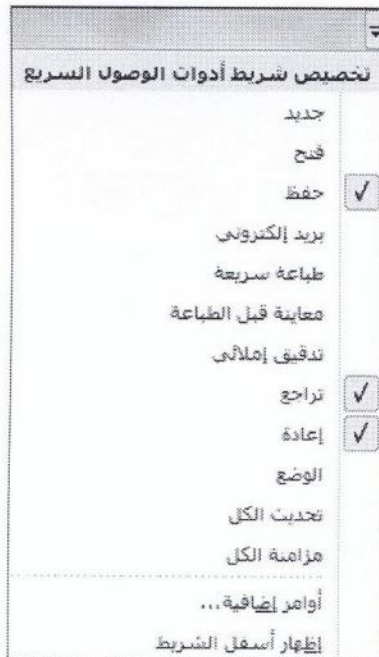 تخصيص شريط أدوات الوصول السريع
جديد
فتح
حفظ
بريد إلكتروني
طباعة سريعة
معاينة قبل الطباعة
تدقيق إملائي
تراجع
إعادة
الوضع
تحديث الكل
مزامنة الكل
أوامر إضافية...
إظهار أسفل الشريط